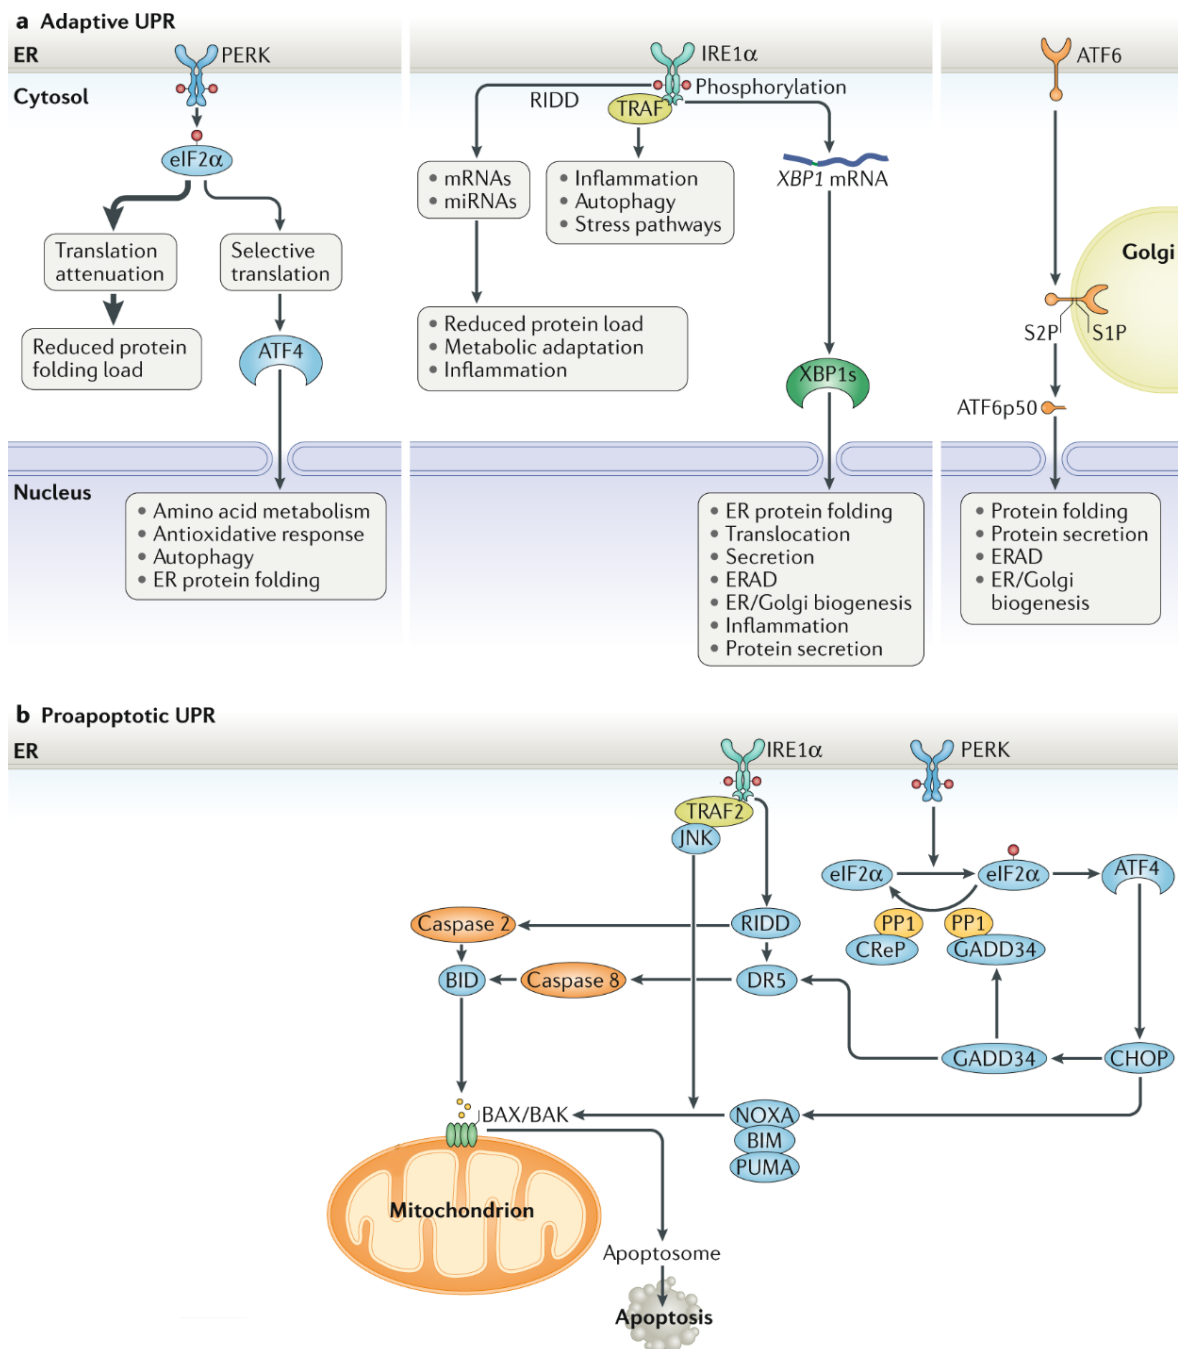 a Adaptive UPR
ER
PERK
IRE1α
ATF6
Cytosol
RIDD
Phosphorylation
TRAF
eIF2α
• mRNAs
• miRNAs
• Inflammation
• Autophagy
• Stress pathways
XBP1 mRNA
Translation
attenuation
Selective
translation
Golgi
Reduced protein
folding load
ATF4
• Reduced protein load
• Metabolic adaptation
• Inflammation
S2P
S1P
XBP1s
ATF6p50
Nucleus
• Amino acid metabolism
• Antioxidative response
• Autophagy
• ER protein folding
• ER protein folding
• Translocation
• Secretion
• ERAD
• ER/Golgi biogenesis
• Inflammation
• Protein secretion
• Protein folding
• Protein secretion
• ERAD
• ER/Golgi
biogenesis
b Proapoptotic UPR
ER
IRE1α
PERK
TRAF2
JNK
eIF2α
eIF2α
ATF4
Caspase 2
RIDD
PP1
CReP
PP1
GADD34
BID
Caspase 8
DR5
GADD34
CHOP
BAX/BAK
NOXA
BIM
PUMA
Mitochondrion
Apoptosome
Apoptosis